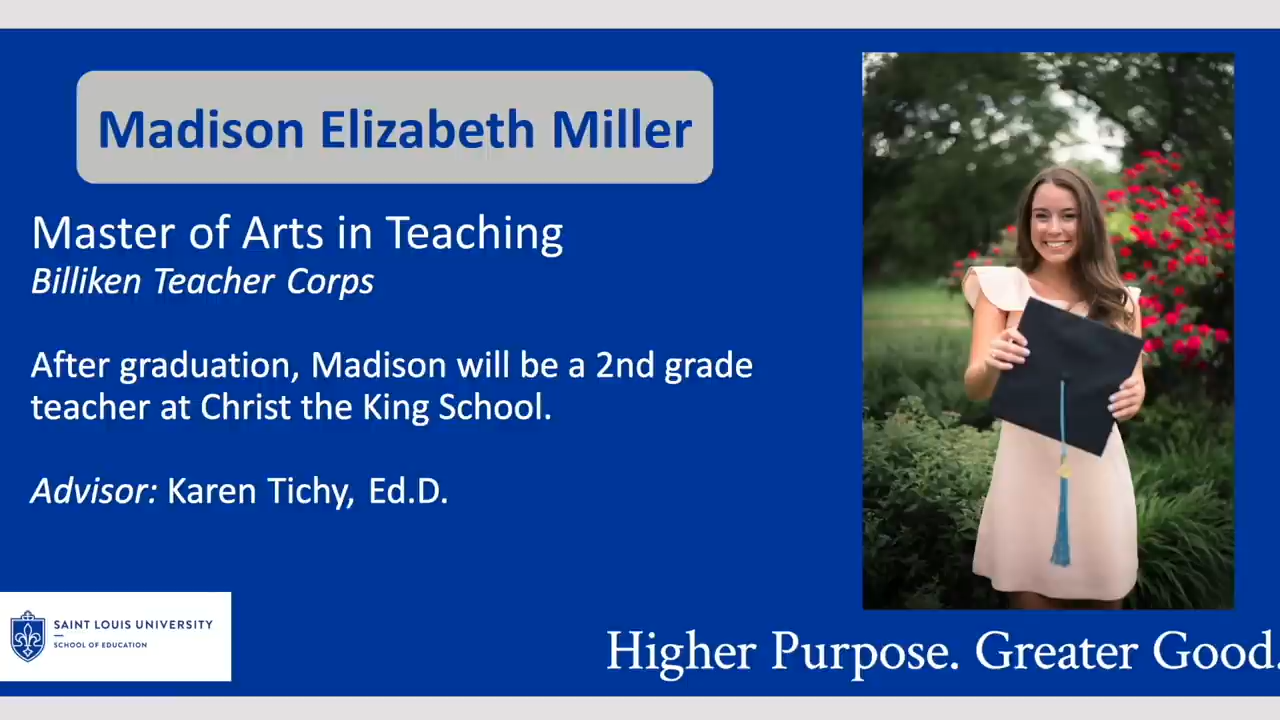 Madison Elizabeth Miller
Master of Arts in Teaching
Billiken Teacher Corps
After graduation, Madison will be a 2nd grade
teacher at Christ the King School.
Advisor: Karen Tichy, Ed.D.
SAINT LOUIS UNIVERSITY
SCHOOL OF EDUCATION
Higher Purpose. Greater Good.